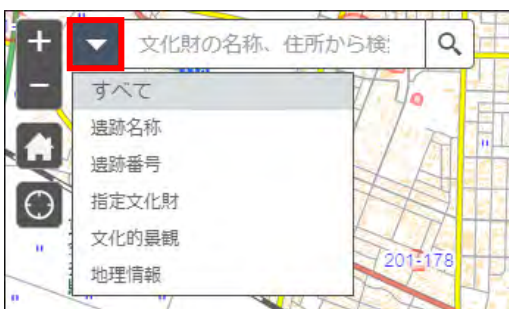 +
文化財の名称、住所から検
−
すべて
遺跡名称
遺跡番号
指定文化財
文化的景観
地理情報
201-178